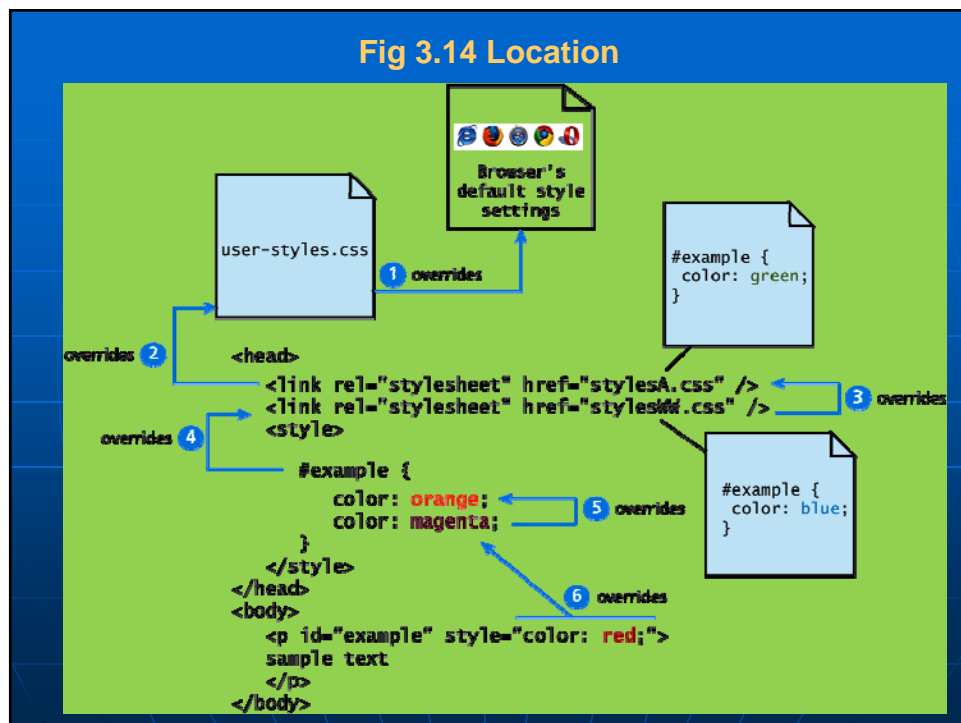 Fig 3.14 Location
Browser's
default style
settings
user-styles.css
1 overrides
#example {
color: green;
}
overrides 2
<head>
<link rel="stylesheet" href="stylesA.css" />
<link rel="stylesheet" href="stylesWW.css" />
3 overrides
<style>
overrides 4
#example {
color: orange;
color: magenta;
5 overrides
}
#example {
color: blue;
}
</style>
</head>
6 overrides
<body>
<p id="example" style="color: red;">
sample text
</p>
</body>